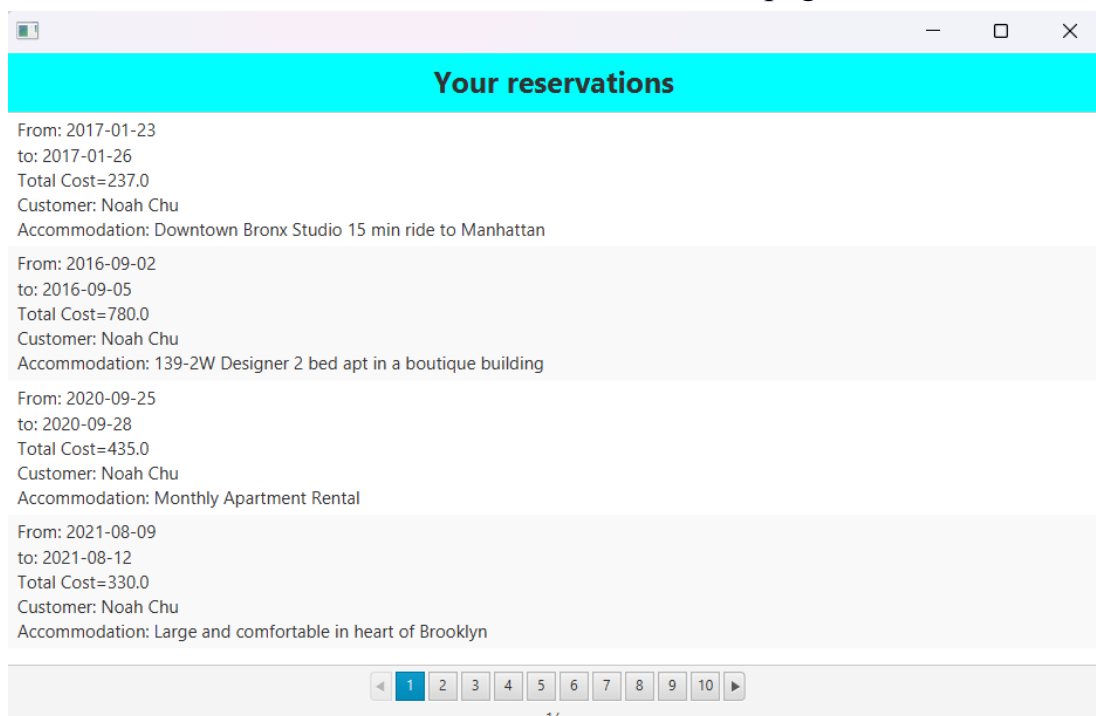 Your reservations
From: 2017-01-23
to: 2017-01-26
Total Cost=237.0
Customer: Noah Chu
Accommodation: Downtown Bronx Studio 15 min ride to Manhattan
From: 2016-09-02
to: 2016-09-05
Total Cost=780.0
Customer: Noah Chu
Accommodation: 139-2W Designer 2 bed apt in a boutique building
From: 2020-09-25
to: 2020-09-28
Total Cost=435.0
Customer: Noah Chu
Accommodation: Monthly Apartment Rental
From: 2021-08-09
to: 2021-08-12
Total Cost=330.0
Customer: Noah Chu
Accommodation: Large and comfortable in heart of Brooklyn
1 2 3 4 5 6 7 8 9 10